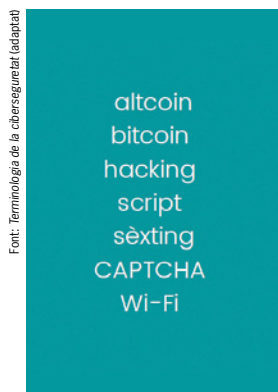 Font: Terminologia de la ciberseguretat (adaptat)
altcoin
bitcoin
hacking
script
sèxting
CAPTCHA
Wi-Fi